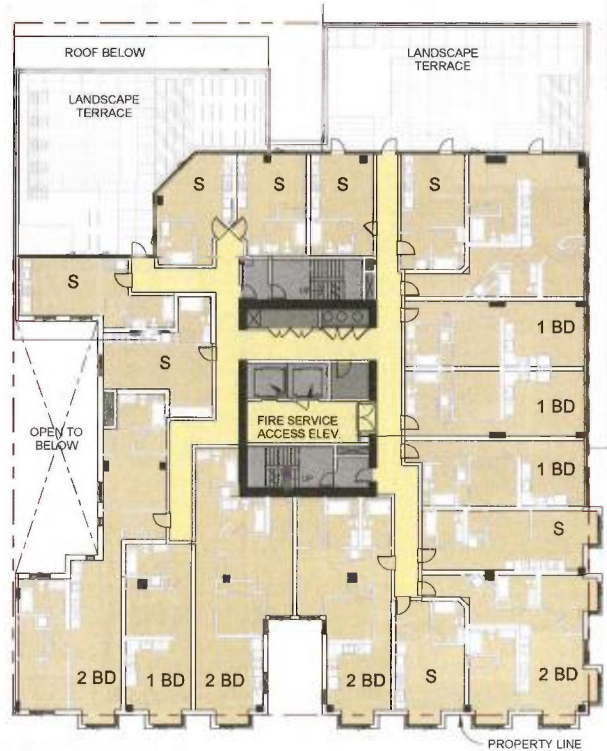 ROOF BELOW
LANDSCAPE
TERRACE
LANDSCAPE
TERRACE
S
S
S
S
S
1 BD
S
1 BD
OPEN TO
BELOW
FIRE SERVICE
ACCESS ELEV.
1 BD
S
2 BD
1 BD
2 BD
2 BD
S
2 BD
PROPERTY LINE